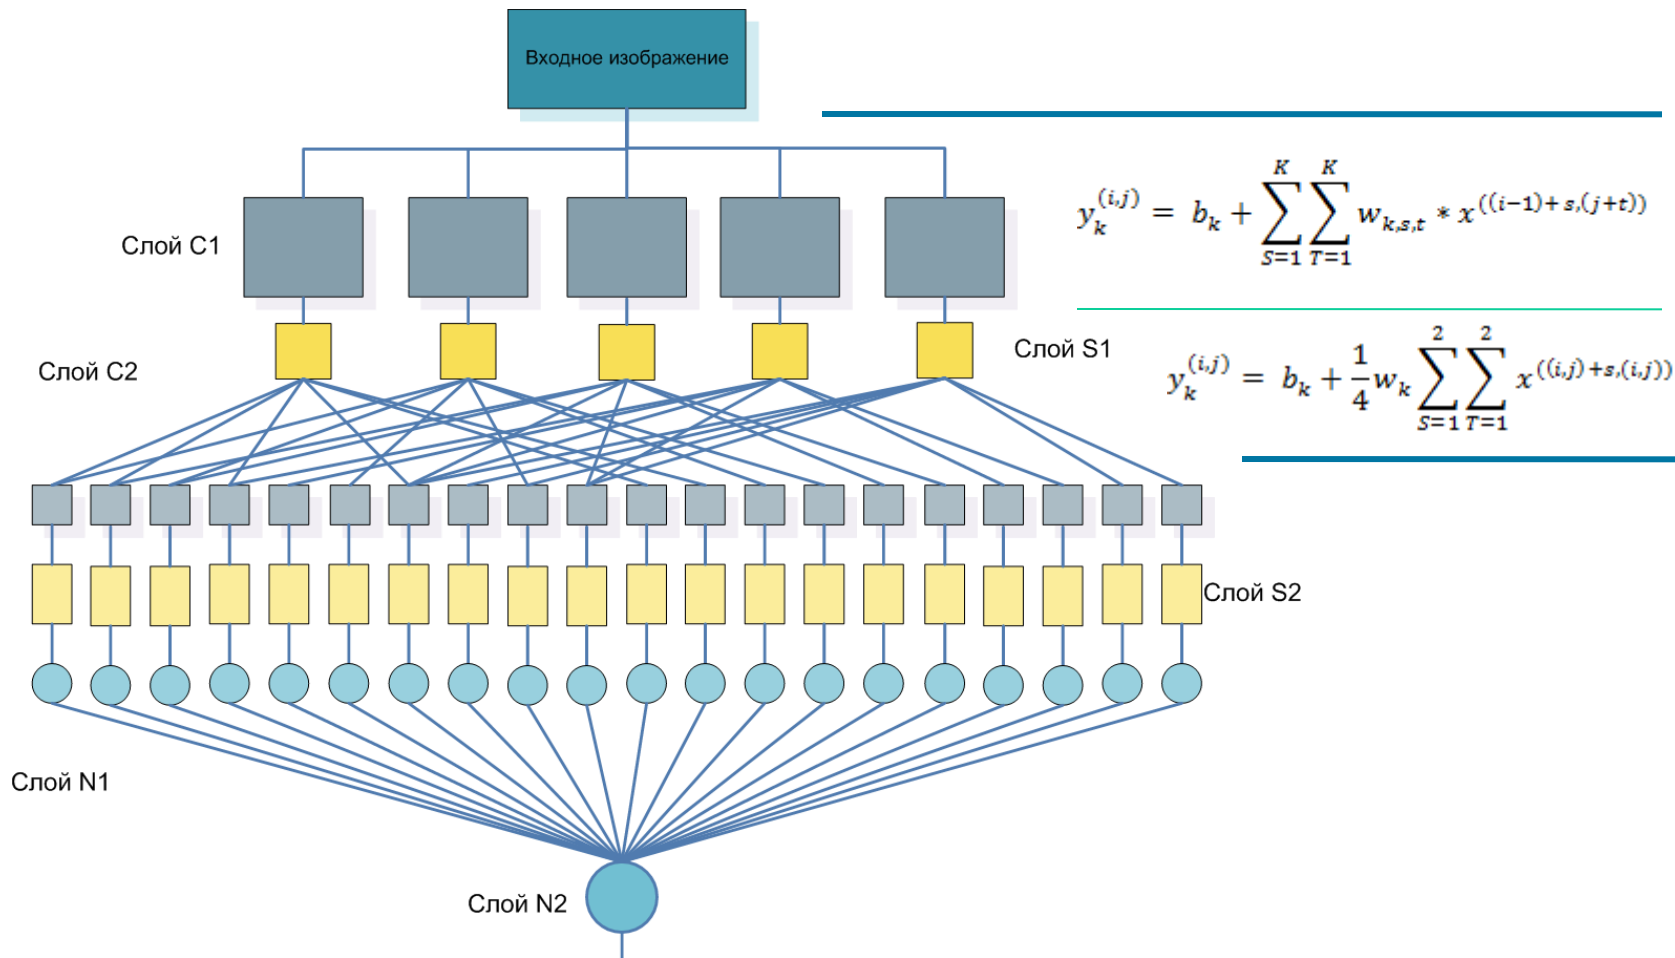 Входное изображение
y_k^{(i,j)} = b_k + \sum_{S=1}^{K} \sum_{T=1}^{K} w_{k,s,t} * x^{((i-1)+s,(j+t))}
Слой C1
Слой S1
Слой C2
y_k^{(i,j)} = b_k + \frac{1}{4} w_k \sum_{S=1}^{2} \sum_{T=1}^{2} x^{((i,j)+s,(i,j))}
Слой S2
Слой N1
Слой N2